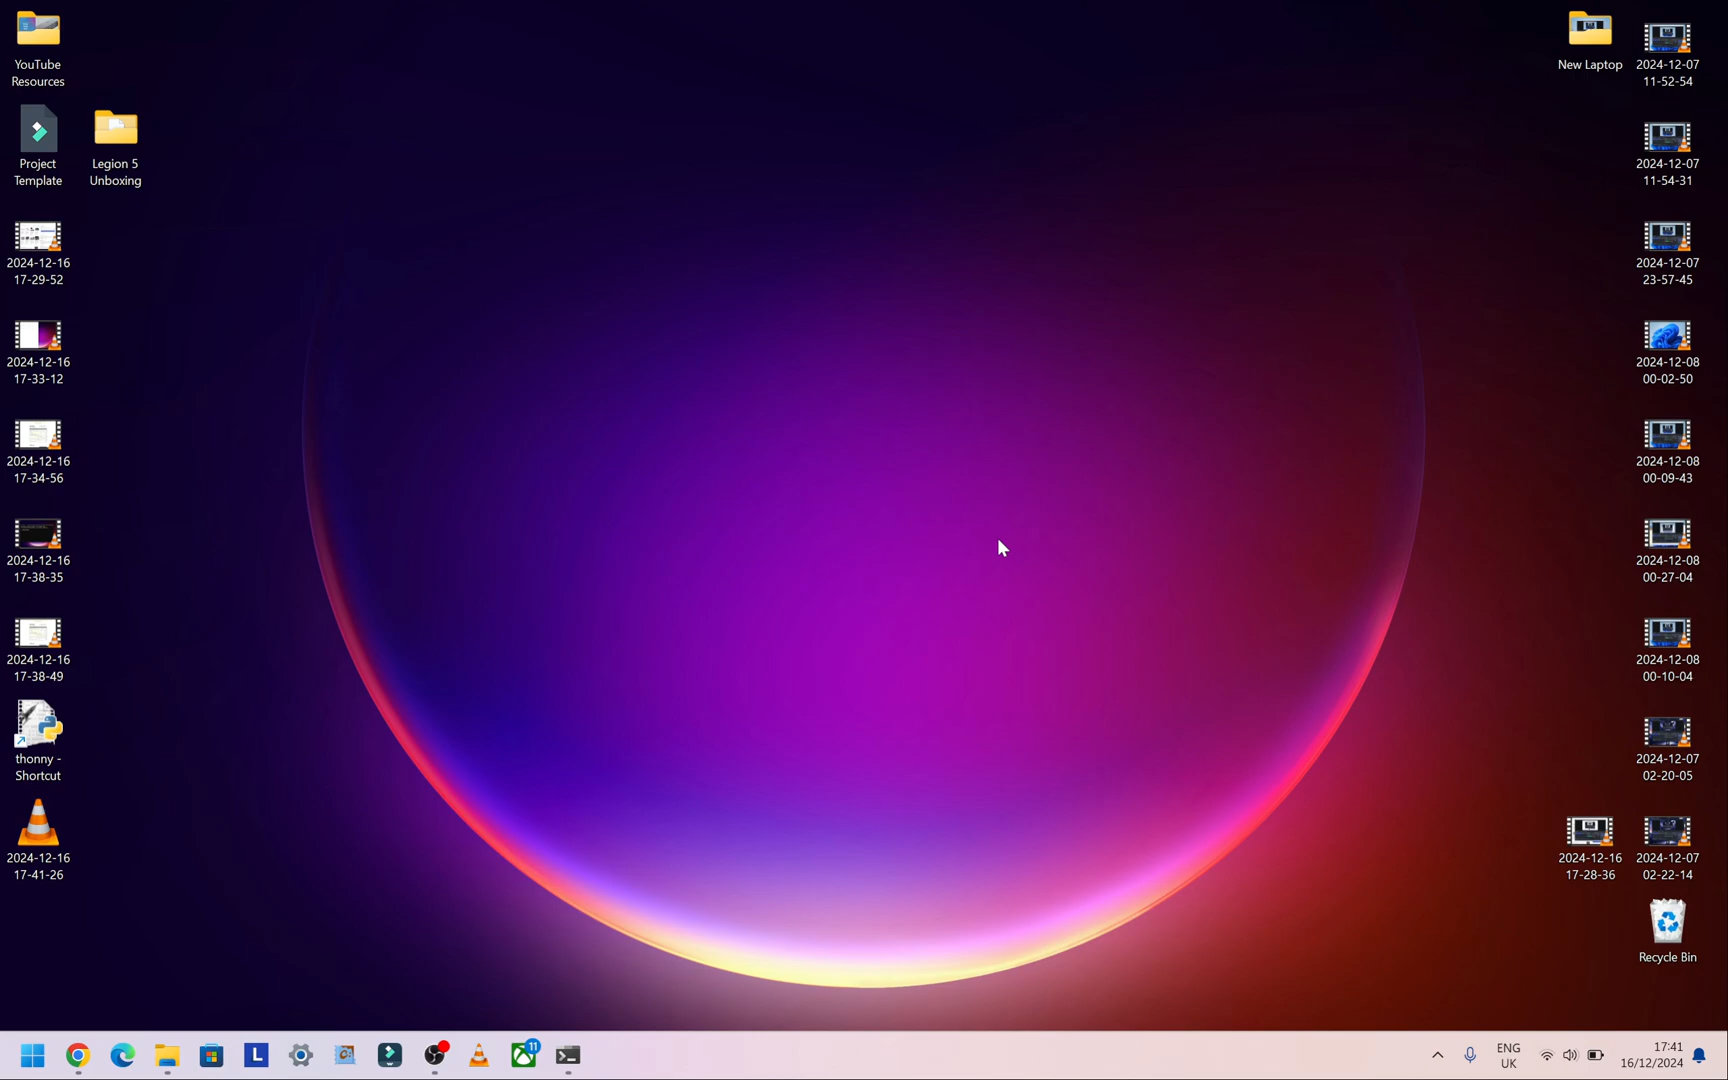 YouTube
Resources
Project
Template
Legion 5
Unboxing
2024-12-16
17-29-52
2024-12-16
17-33-12
2024-12-16
17-34-56
2024-12-16
17-38-35
2024-12-16
17-38-49
thonny -
Shortcut
2024-12-16
17-41-26
New Laptop
2024-12-07
11-52-54
2024-12-07
11-54-31
2024-12-07
23-57-45
2024-12-08
00-02-50
2024-12-08
00-09-43
2024-12-08
00-27-04
2024-12-08
00-10-04
2024-12-07
02-20-05
2024-12-16
17-28-36
2024-12-07
02-22-14
Recycle Bin
L
11
ENG
UK
17:41
16/12/2024